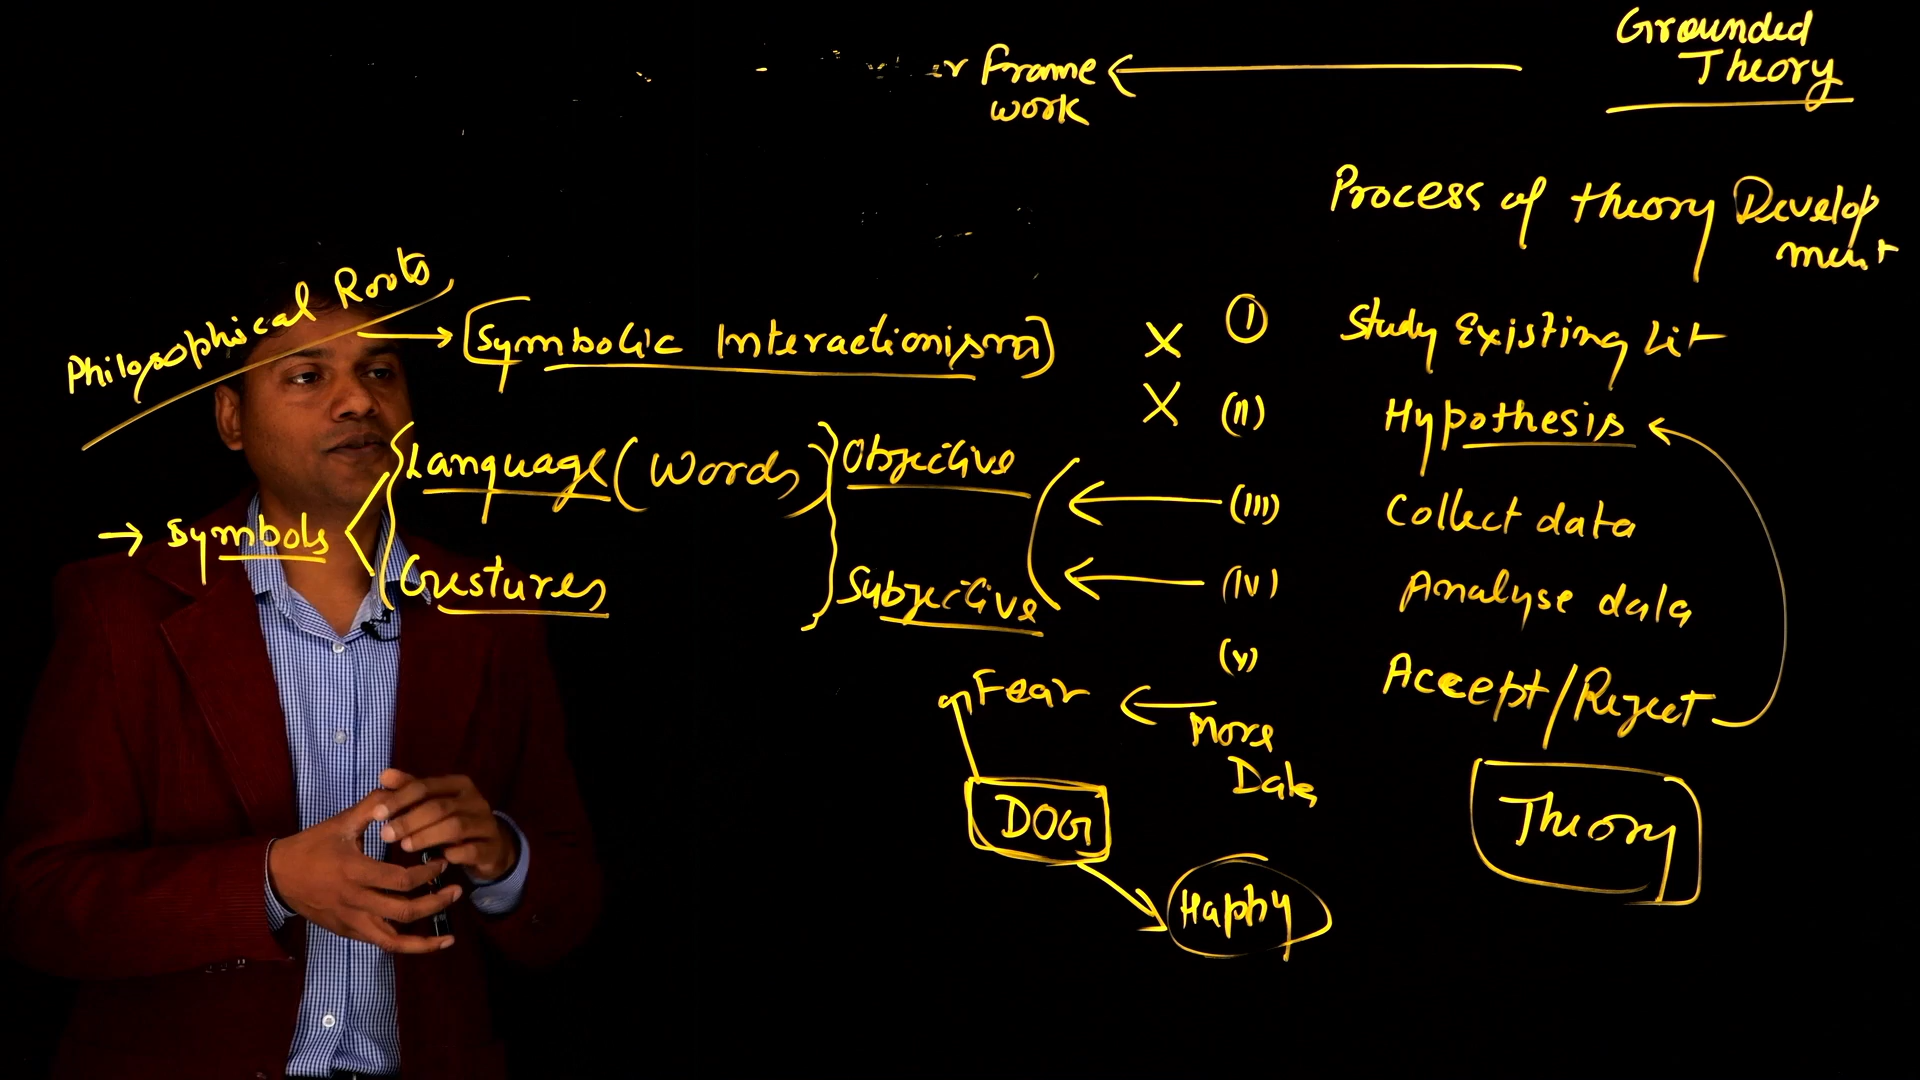 Grounded
Theory
r Frame
work
Process of theory Develop
ment
Philosophical Roots
[Symbolic Interactionism)
X (I) Study Existing Lit
X (II) Hypothesis
Language (Words) Objective
(III) Collect data
→ Symbols
Gestures Subjective
(IV) Analyse data
(V) Accept/Reject
Fear
More
Data
DOG
Theory
Happy